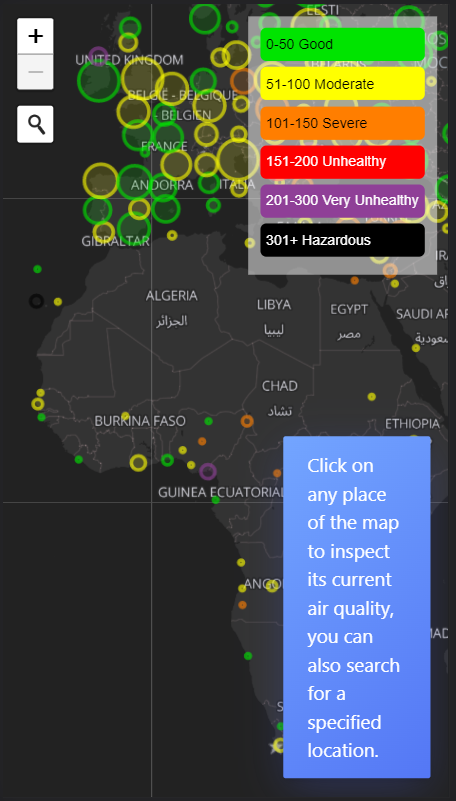 +
−
EESTI
UNITED KINGDOM
BELGIË - BELGIQUE
BELGIEN
FRANCE
ANDORRA
ITALIA
GIBRALTAR
0-50 Good
51-100 Moderate
101-150 Severe
151-200 Unhealthy
201-300 Very Unhealthy
301+ Hazardous
ALGERIA
الجزائر
LIBYA
ليبيا
EGYPT
مصر
SAUDI AR
CHAD
تشاد
BURKINA FASO
ETHIOPIA
GUINEA ECUATORIAL
ANGO
Click on
any place
of the map
to inspect
its current
air quality,
you can
also search
for a
specified
location.